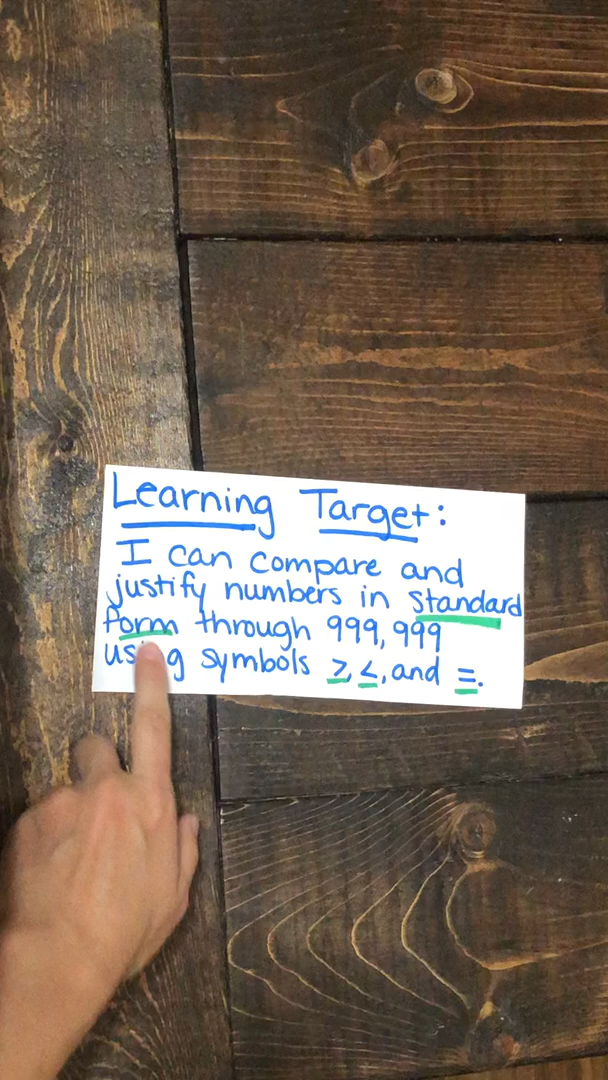 Learning Target:
I can compare and
justify numbers in standard
form through 999,999
using symbols >, <, and =.